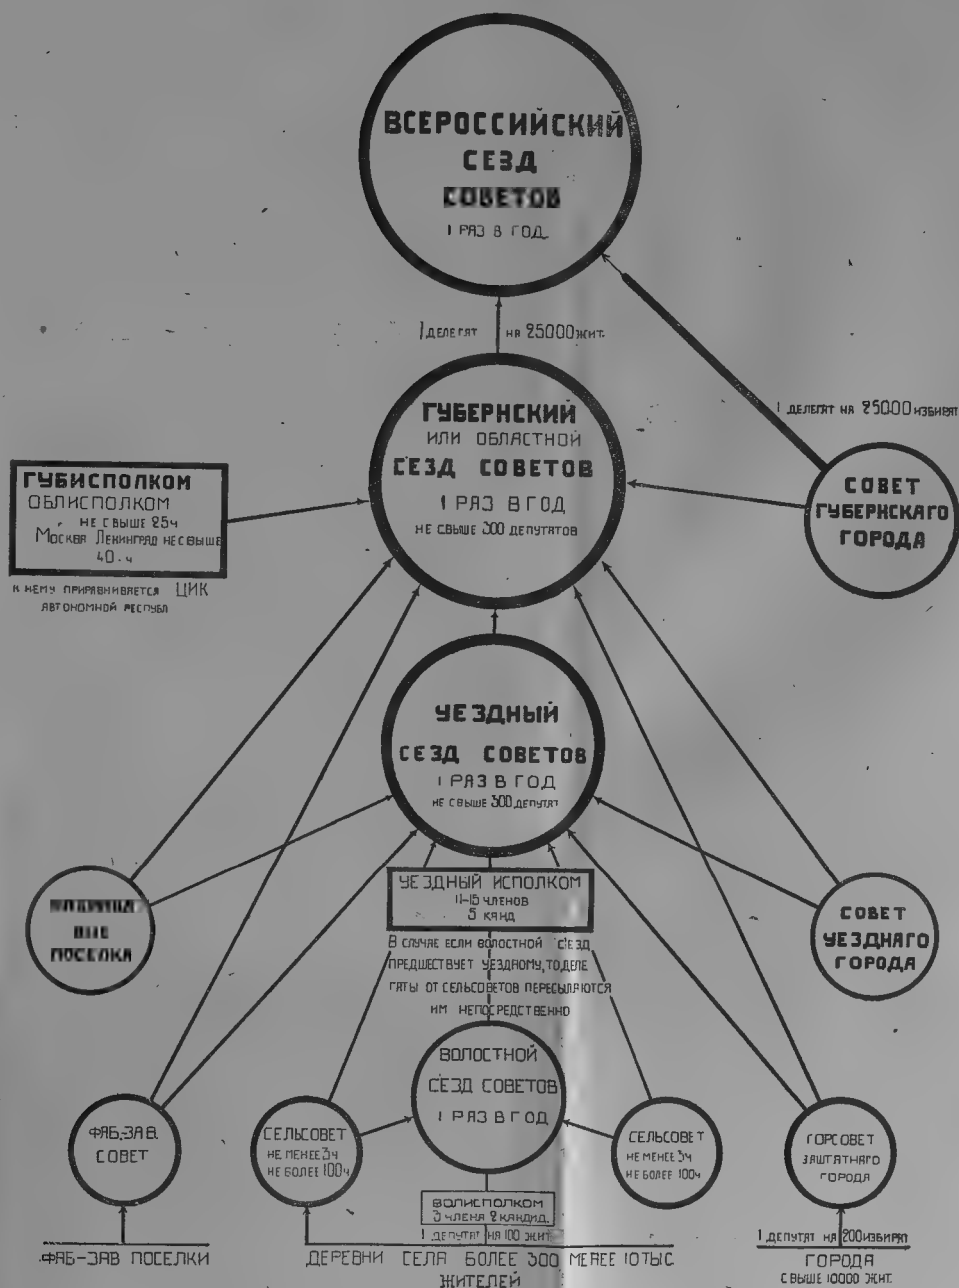 ВСЕРОССИЙСКИЙ
СЕЗД
СОВЕТОВ
1 РАЗ В ГОД.
1 ДЕЛЕГАТ НА 25000 ЖИТ.
1 ДЕЛЕГАТ НА 25000 ИЗБИРАТ
ГУБЕРНСКИЙ
ИЛИ ОБЛАСТНОЙ
СЕЗД СОВЕТОВ
1 РАЗ В ГОД
НЕ СВЫШЕ 300 ДЕПУТАТОВ
ГУБИСПОЛКОМ
ОБЛИСПОЛКОМ
НЕ СВЫШЕ 25Ч
МОСКВА ЛЕНИНГРАД НЕ СВЫШЕ
40.Ч
К НЕМУ ПРИРАВНИВАЕТСЯ ЦИК
АВТОНОМНОЙ РЕСПУБЛ
СОВЕТ
ГУБЕРНСКАГО
ГОРОДА
УЕЗДНЫЙ
СЕЗД СОВЕТОВ
1 РАЗ В ГОД
НЕ СВЫШЕ 300 ДЕПУТАТ
УЕЗДНЫЙ ИСПОЛКОМ
11-15 ЧЛЕНОВ
5 КАНД
ВНЕ
ПОСЕЛКА
СОВЕТ
УЕЗДНАГО
ГОРОДА
В СЛУЧАЕ ЕСЛИ ВОЛОСТНОЙ С'ЕЗД
ПРЕДШЕСТВУЕТ УЕЗДНОМУ, ТО ДЕЛЕ
ГАТЫ ОТ СЕЛЬСОВЕТОВ ПЕРЕСЫЛАЮТСЯ
ИМ НЕПОСРЕДСТВЕННО
ВОЛОСТНОЙ
СЕЗД СОВЕТОВ
1 РАЗ В ГОД
ФАБ.-ЗАВ.
СОВЕТ
СЕЛЬСОВЕТ
НЕ МЕНЕЕ 3Ч
НЕ БОЛЕЕ 100Ч
СЕЛЬСОВЕТ
НЕ МЕНЕЕ 3Ч
НЕ БОЛЕЕ 100Ч
ГОРСОВЕТ
ЗАШТАТНАГО
ГОРОДА
ВОЛИСПОЛКОМ
3 ЧЛЕНА 2 КАНДИД.
1 ДЕПУТАТ НА 100 ЖИТ.
1 ДЕПУТАТ НА 200 ИЗБИРАТ
ФАБ-ЗАВ ПОСЕЛКИ
ДЕРЕВНИ СЕЛА БОЛЕЕ 300 МЕНЕЕ 10 ТЫС.
ЖИТЕЛЕЙ
ГОРОДА
СВЫШЕ 10000 ЖИТ.